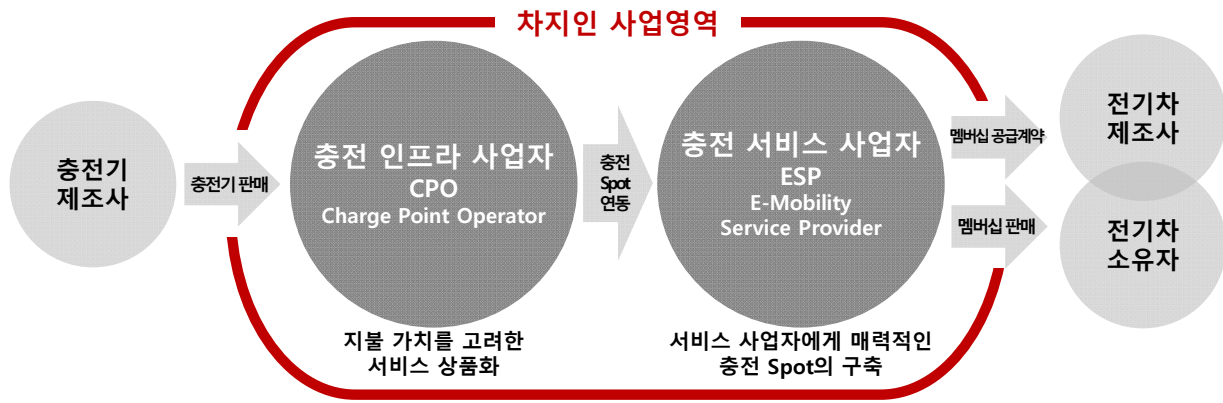 차지인 사업영역
충전기
제조사
충전기 판매
충전 인프라 사업자
CPO
Charge Point Operator
지불 가치를 고려한
서비스 상품화
충전
Spot
연동
충전 서비스 사업자
ESP
E-Mobility
Service Provider
서비스 사업자에게 매력적인
충전 Spot의 구축
멤버십 공급계약
멤버십 판매
전기차
제조사
전기차
소유자